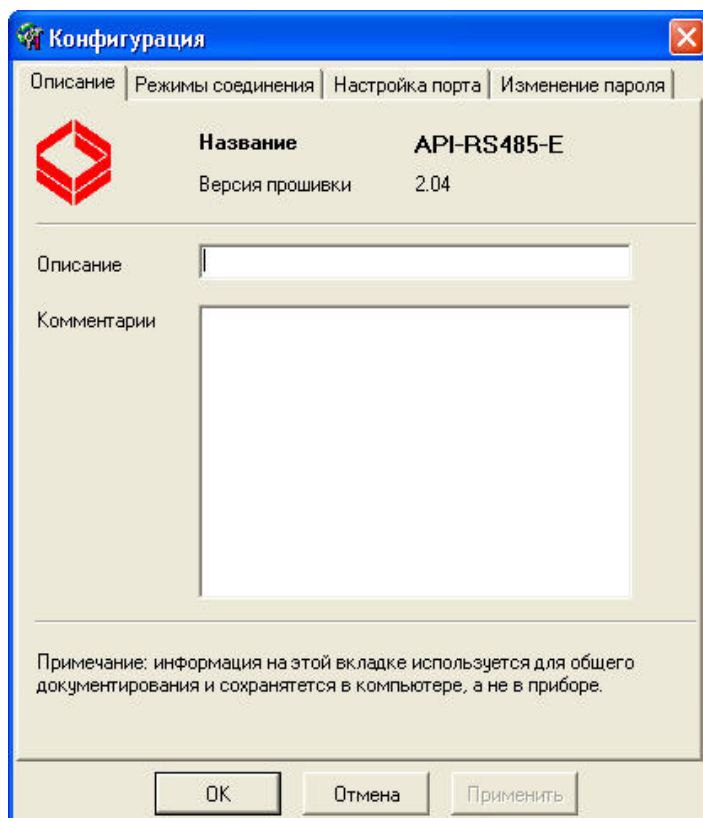 Конфигурация
Описание Режимы соединения Настройка порта Изменение пароля
Название API-RS485-E
Версия прошивки 2.04
Описание
Комментарии
Примечание: информация на этой вкладке используется для общего
документирования и сохранятется в компьютере, а не в приборе.
OK Отмена Применить